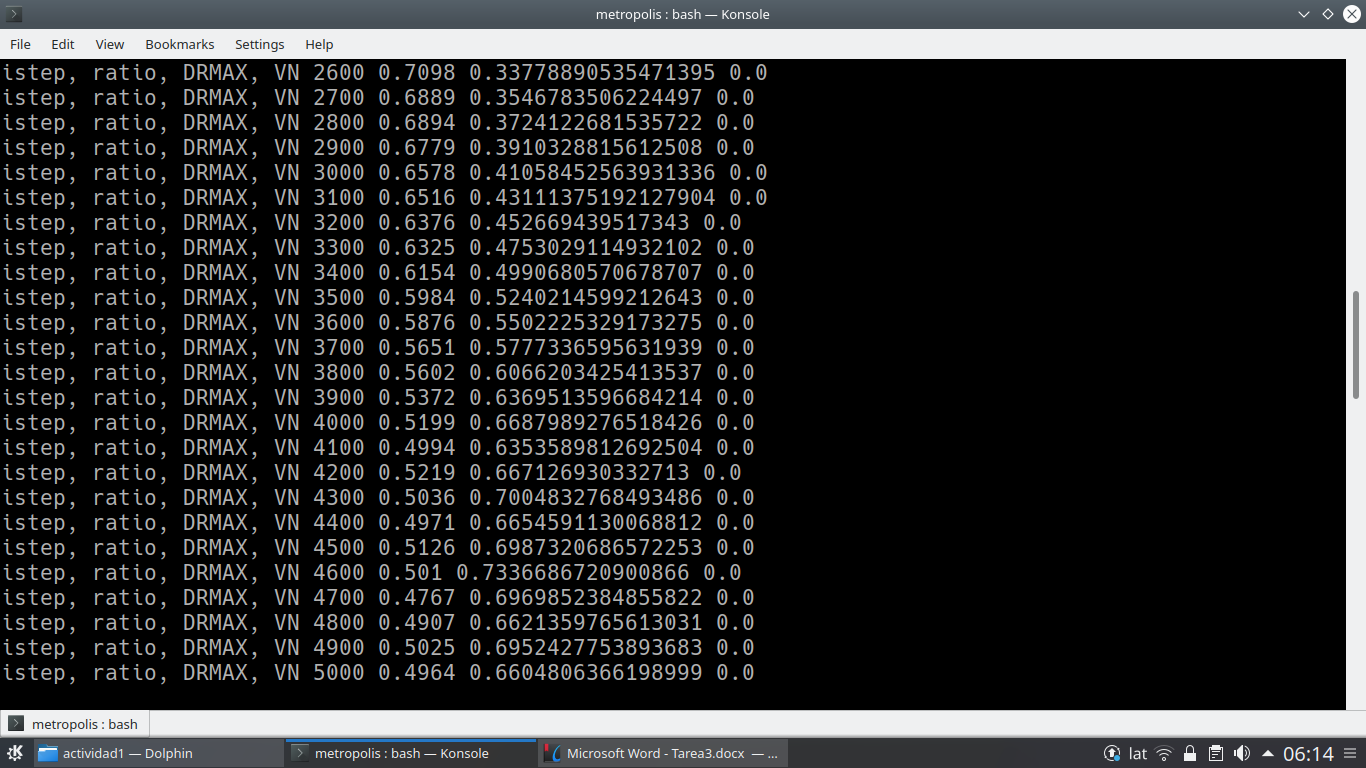 metropolis : bash — Konsole
File Edit View Bookmarks Settings Help
istep, ratio, DRMAX, VN 2600 0.7098 0.33778890535471395 0.0
istep, ratio, DRMAX, VN 2700 0.6889 0.3546783506224497 0.0
istep, ratio, DRMAX, VN 2800 0.6894 0.3724122681535722 0.0
istep, ratio, DRMAX, VN 2900 0.6779 0.3910328815612508 0.0
istep, ratio, DRMAX, VN 3000 0.6578 0.41058452563931336 0.0
istep, ratio, DRMAX, VN 3100 0.6516 0.43111375192127904 0.0
istep, ratio, DRMAX, VN 3200 0.6376 0.452669439517343 0.0
istep, ratio, DRMAX, VN 3300 0.6325 0.4753029114932102 0.0
istep, ratio, DRMAX, VN 3400 0.6154 0.4990680570678707 0.0
istep, ratio, DRMAX, VN 3500 0.5984 0.5240214599212643 0.0
istep, ratio, DRMAX, VN 3600 0.5876 0.5502225329173275 0.0
istep, ratio, DRMAX, VN 3700 0.5651 0.5777336595631939 0.0
istep, ratio, DRMAX, VN 3800 0.5602 0.6066203425413537 0.0
istep, ratio, DRMAX, VN 3900 0.5372 0.6369513596684214 0.0
istep, ratio, DRMAX, VN 4000 0.5199 0.6687989276518426 0.0
istep, ratio, DRMAX, VN 4100 0.4994 0.6353589812692504 0.0
istep, ratio, DRMAX, VN 4200 0.5219 0.667126930332713 0.0
istep, ratio, DRMAX, VN 4300 0.5036 0.7004832768493486 0.0
istep, ratio, DRMAX, VN 4400 0.4971 0.6654591130068812 0.0
istep, ratio, DRMAX, VN 4500 0.5126 0.6987320686572253 0.0
istep, ratio, DRMAX, VN 4600 0.501 0.7336686720900866 0.0
istep, ratio, DRMAX, VN 4700 0.4767 0.6969852384855822 0.0
istep, ratio, DRMAX, VN 4800 0.4907 0.6621359765613031 0.0
istep, ratio, DRMAX, VN 4900 0.5025 0.6952427753893683 0.0
istep, ratio, DRMAX, VN 5000 0.4964 0.6604806366198999 0.0
metropolis : bash
actividad1 — Dolphin metropolis : bash — Konsole Microsoft Word - Tarea3.docx — ... lat 06:14